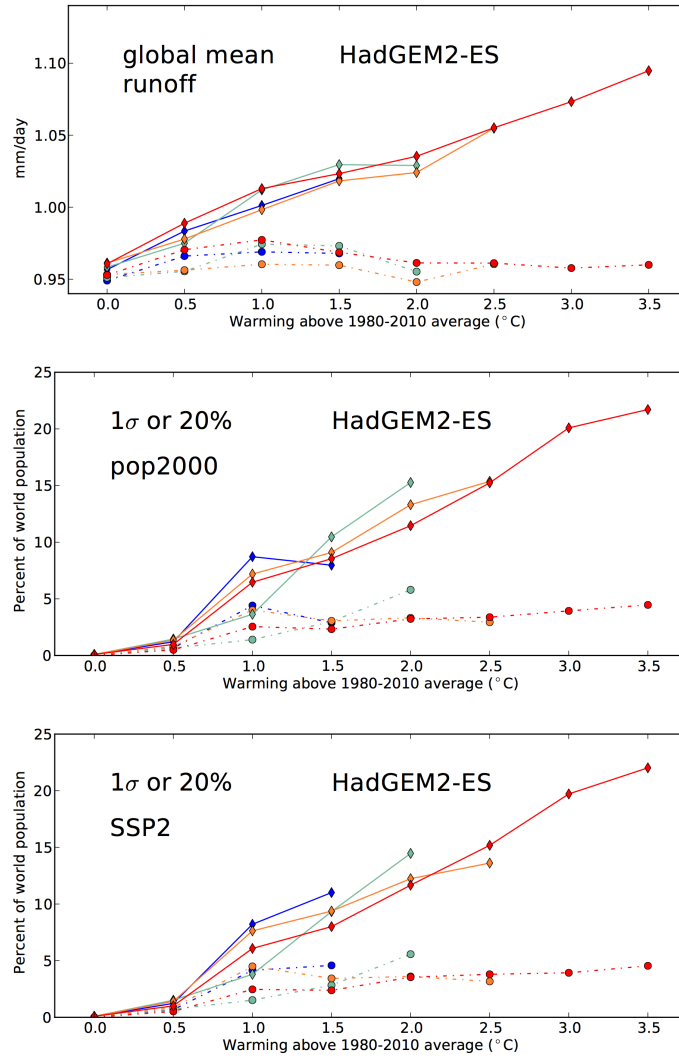 global mean runoff HadGEM2-ES
1.10
1.05
1.00
0.95
mm/day
0.0 0.5 1.0 1.5 2.0 2.5 3.0 3.5
Warming above 1980-2010 average (°C)
1σ or 20% HadGEM2-ES
pop2000
25
20
15
10
5
0
Percent of world population
0.0 0.5 1.0 1.5 2.0 2.5 3.0 3.5
Warming above 1980-2010 average (°C)
1σ or 20% HadGEM2-ES
SSP2
25
20
15
10
5
0
Percent of world population
0.0 0.5 1.0 1.5 2.0 2.5 3.0 3.5
Warming above 1980-2010 average (°C)